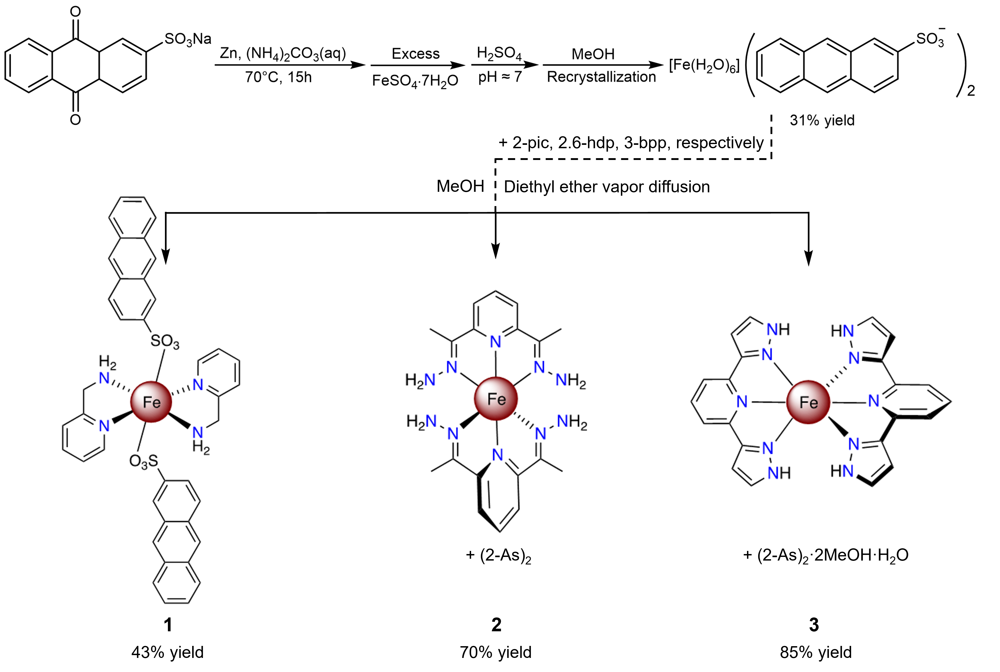 O
O
SO3Na
Zn, (NH4)2CO3(aq)
70°C, 15h
Excess
FeSO4·7H2O
H2SO4
pH ≈ 7
MeOH
Recrystallization
[Fe(H2O)6]
SO3−
2
31% yield
+ 2-pic, 2.6-hdp, 3-bpp, respectively
MeOH
Diethyl ether vapor diffusion
SO3
H2
N
N
Fe
N
N
H2
O3S
N
N
N
H2N
NH2
Fe
H2N
NH2
N
N
N
NH
HN
N
N
N
Fe
N
N
N
NH
HN
+ (2-As)2
+ (2-As)2·2MeOH·H2O
1
2
3
43% yield
70% yield
85% yield